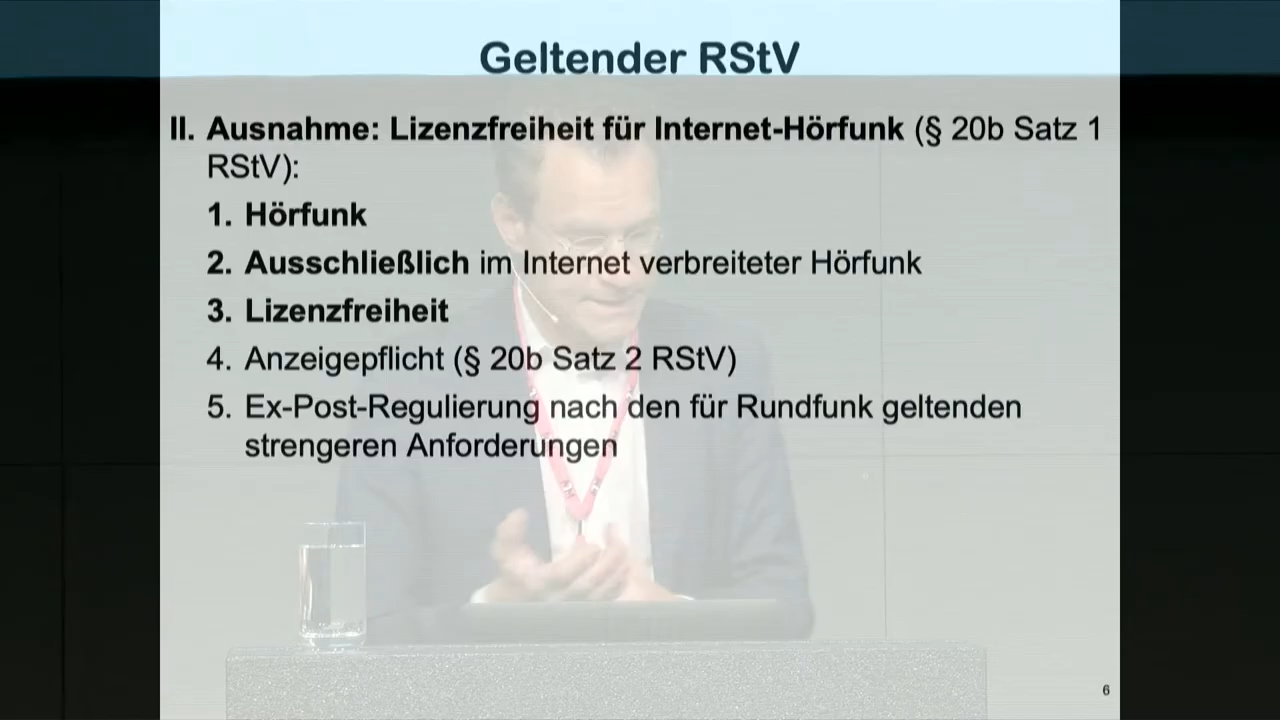 Geltender RStV
II. Ausnahme: Lizenzfreiheit für Internet-Hörfunk (§ 20b Satz 1
RStV):
1. Hörfunk
2. Ausschließlich im Internet verbreiteter Hörfunk
3. Lizenzfreiheit
4. Anzeigepflicht (§ 20b Satz 2 RStV)
5. Ex-Post-Regulierung nach den für Rundfunk geltenden
strengeren Anforderungen
6